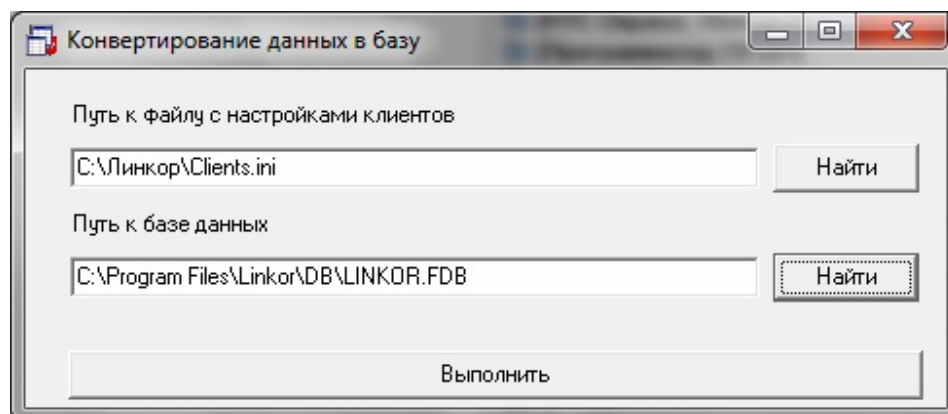 Конвертирование данных в базу
Путь к файлу с настройками клиентов
C:\Линкор\Clients.ini
Найти
Путь к базе данных
C:\Program Files\Linkor\DB\LINKOR.FDB
Найти
Выполнить